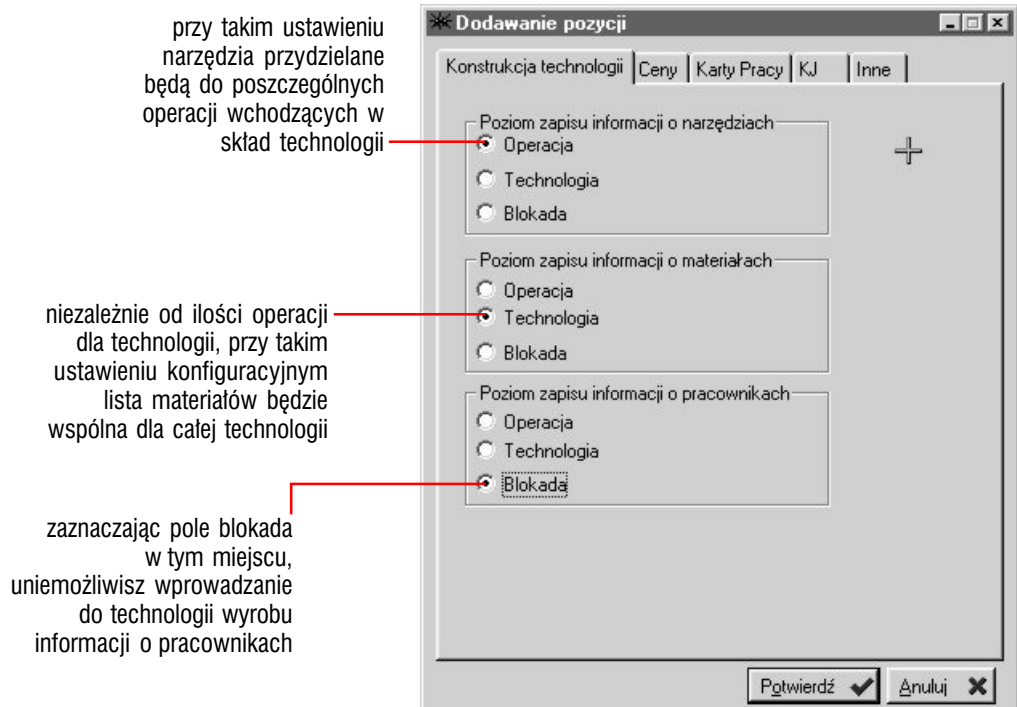 przy takim ustawieniu
narzędzia przydzielane
będą do poszczególnych
operacji wchodzących w
skład technologii
niezależnie od ilości operacji
dla technologii, przy takim
ustawieniu konfiguracyjnym
lista materiałów będzie
wspólna dla całej technologii
zaznaczając pole blokada
w tym miejscu,
uniemożliwisz wprowadzanie
do technologii wyrobu
informacji o pracownikach
Dodawanie pozycji
Konstrukcja technologii Ceny Karty Pracy KJ Inne
Poziom zapisu informacji o narzędziach
Operacja
Technologia
Blokada
Poziom zapisu informacji o materiałach
Operacja
Technologia
Blokada
Poziom zapisu informacji o pracownikach
Operacja
Technologia
Blokada
Potwierdź Anuluj